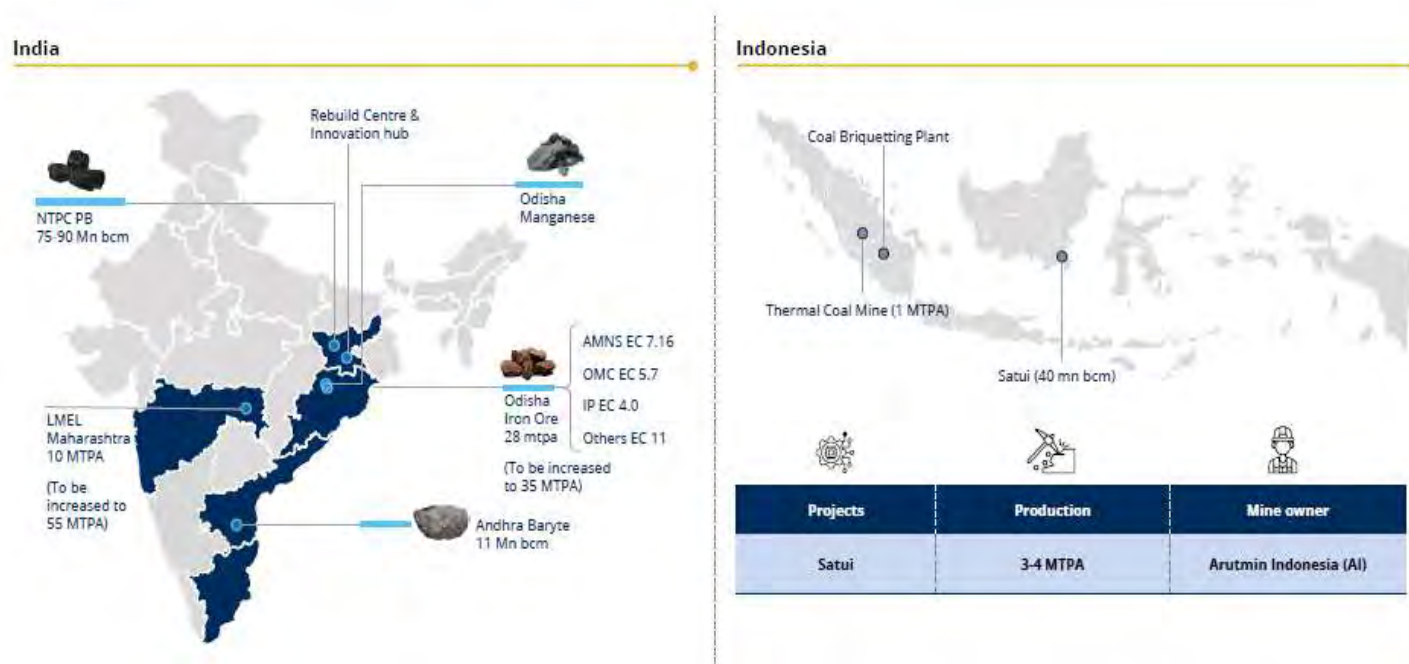 India
Rebuild Centre &
Innovation hub
NTPC PB
75-90 Mn bcm
Odisha
Manganese
LMEL
Maharashtra
10 MTPA
(To be
increased to
55 MTPA)
Odisha
Iron Ore
28 mtpa
(To be increased
to 35 MTPA)
AMNS EC 7.16
OMC EC 5.7
IP EC 4.0
Others EC 11
Andhra Baryte
11 Mn bcm
Indonesia
Coal Briquetting Plant
Thermal Coal Mine (1 MTPA)
Satui (40 mn bcm)
Projects Production Mine owner
Satui 3-4 MTPA Arutmin Indonesia (AI)